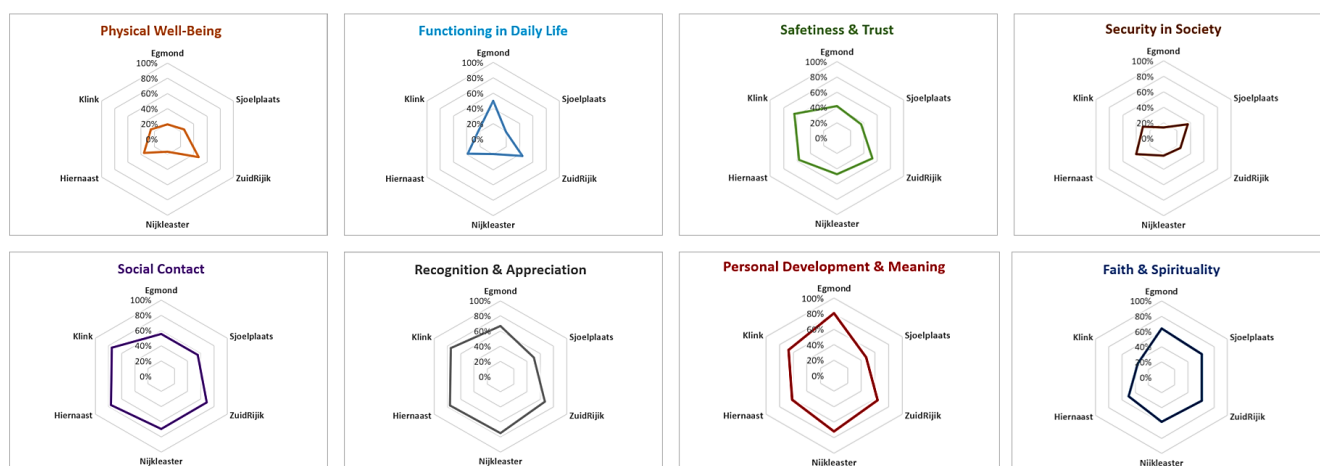 Physical Well-Being
Egmond
100%
80%
60%
40%
20%
0%
Klink
Sjoelplaats
Hiernaast
ZuidRijik
Nijkleaster
Functioning in Daily Life
Egmond
100%
80%
60%
40%
20%
0%
Klink
Sjoelplaats
Hiernaast
ZuidRijik
Nijkleaster
Safetiness & Trust
Egmond
100%
80%
60%
40%
20%
0%
Klink
Sjoelplaats
Hiernaast
ZuidRijik
Nijkleaster
Security in Society
Egmond
100%
80%
60%
40%
20%
0%
Klink
Sjoelplaats
Hiernaast
ZuidRijik
Nijkleaster
Social Contact
Egmond
100%
80%
60%
40%
20%
0%
Klink
Sjoelplaats
Hiernaast
ZuidRijik
Nijkleaster
Recognition & Appreciation
Egmond
100%
80%
60%
40%
20%
0%
Klink
Sjoelplaats
Hiernaast
ZuidRijik
Nijkleaster
Personal Development & Meaning
Egmond
100%
80%
60%
40%
20%
0%
Klink
Sjoelplaats
Hiernaast
ZuidRijik
Nijkleaster
Faith & Spirituality
Egmond
100%
80%
60%
40%
20%
0%
Klink
Sjoelplaats
Hiernaast
ZuidRijik
Nijkleaster